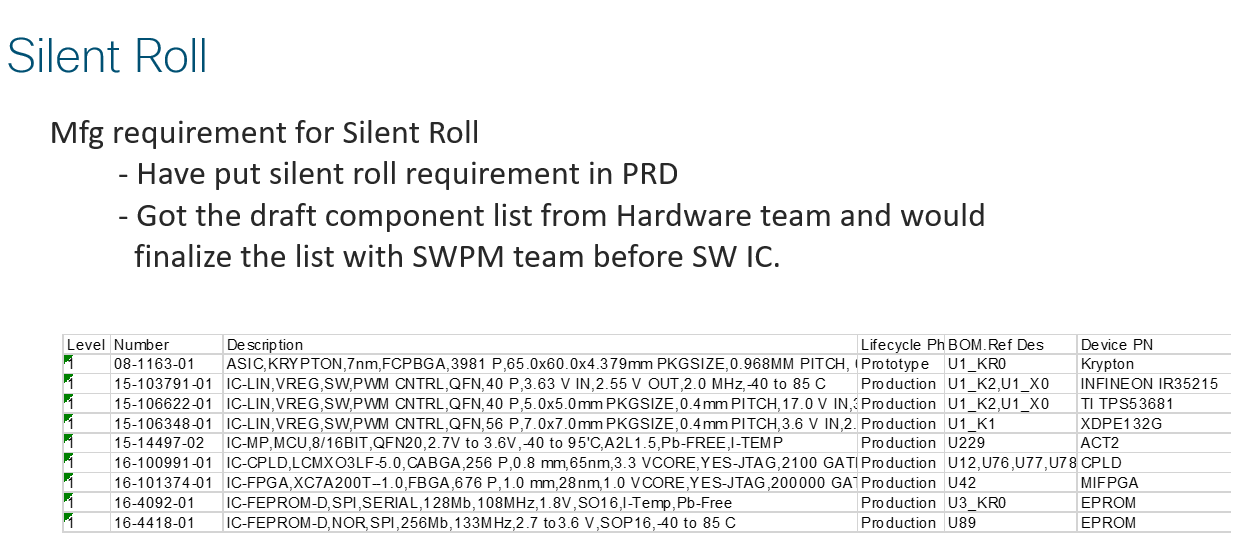 Silent Roll
Mfg requirement for Silent Roll
- Have put silent roll requirement in PRD
- Got the draft component list from Hardware team and would
finalize the list with SWPM team before SW IC.
Level Number Description Lifecycle Ph BOM.Ref Des Device PN
1 08-1163-01 ASIC,KRYPTON,7nm,FCPBGA,3981 P,65.0x60.0x4.379mm PKGSIZE,0.968MM PITCH, Prototype U1_KR0 Krypton
1 15-103791-01 IC-LIN,VREG,SW,PWM CNTRL,QFN,40 P,3.63 V IN,2.55 V OUT,2.0 MHz,-40 to 85 C Production U1_K2,U1_X0 INFINEON IR35215
1 15-106622-01 IC-LIN,VREG,SW,PWM CNTRL,QFN,40 P,5.0x5.0mm PKGSIZE,0.4mm PITCH,17.0 V IN,3 Production U1_K2,U1_X0 TI TPS53681
1 15-106348-01 IC-LIN,VREG,SW,PWM CNTRL,QFN,56 P,7.0x7.0mm PKGSIZE,0.4mm PITCH,3.6 V IN,2. Production U1_K1 XDPE132G
1 15-14497-02 IC-MP,MCU,8/16BIT,QFN20,2.7V to 3.6V,-40 to 95'C,A2L1.5,Pb-FREE,I-TEMP Production U229 ACT2
1 16-100991-01 IC-CPLD,LCMXO3LF-5.0,CABGA,256 P,0.8 mm,65nm,3.3 VCORE,YES-JTAG,2100 GATI Production U12,U76,U77,U78 CPLD
1 16-101374-01 IC-FPGA,XC7A200T--1.0,FBGA,676 P,1.0 mm,28nm,1.0 VCORE,YES-JTAG,200000 GAT Production U42 MIFPGA
1 16-4092-01 IC-FEPROM-D,SPI,SERIAL,128Mb,108MHz,1.8V,SO16,I-Temp,Pb-Free Production U3_KR0 EPROM
1 16-4418-01 IC-FEPROM-D,NOR,SPI,256Mb,133MHz,2.7 to3.6 V,SOP16,-40 to 85 C Production U89 EPROM